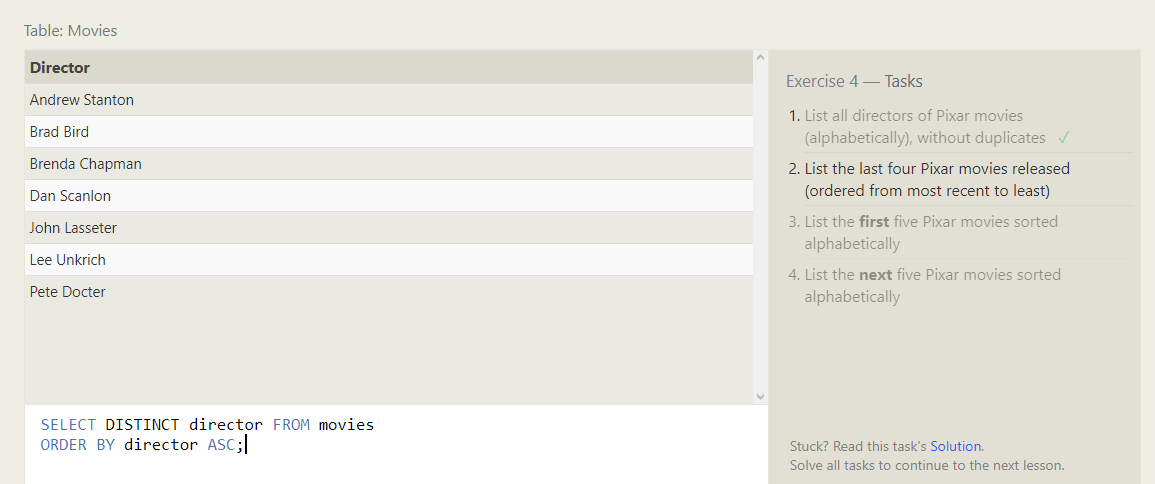 Table: Movies
Director
Andrew Stanton
Brad Bird
Brenda Chapman
Dan Scanlon
John Lasseter
Lee Unkrich
Pete Docter
SELECT DISTINCT director FROM movies
ORDER BY director ASC;
Exercise 4 — Tasks
1. List all directors of Pixar movies
(alphabetically), without duplicates ✓
2. List the last four Pixar movies released
(ordered from most recent to least)
3. List the first five Pixar movies sorted
alphabetically
4. List the next five Pixar movies sorted
alphabetically
Stuck? Read this task's Solution.
Solve all tasks to continue to the next lesson.